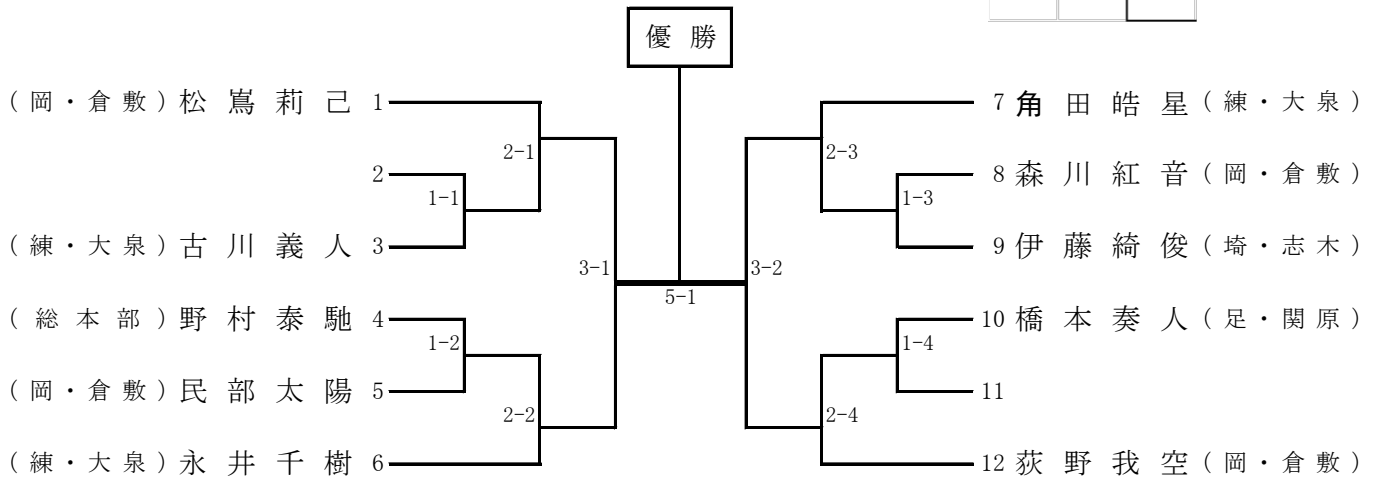 優勝
(岡・倉敷)松嶌莉己 1
2
(練・大泉)古川義人 3
(総本部)野村泰馳 4
(岡・倉敷)民部太陽 5
(練・大泉)永井千樹 6
1-1
1-2
2-1
2-2
3-1
5-1
3-2
2-3
2-4
1-3
1-4
7 角田皓星(練・大泉)
8 森川紅音(岡・倉敷)
9 伊藤綺俊(埼・志木)
10 橋本奏人(足・関原)
11
12 荻野我空(岡・倉敷)